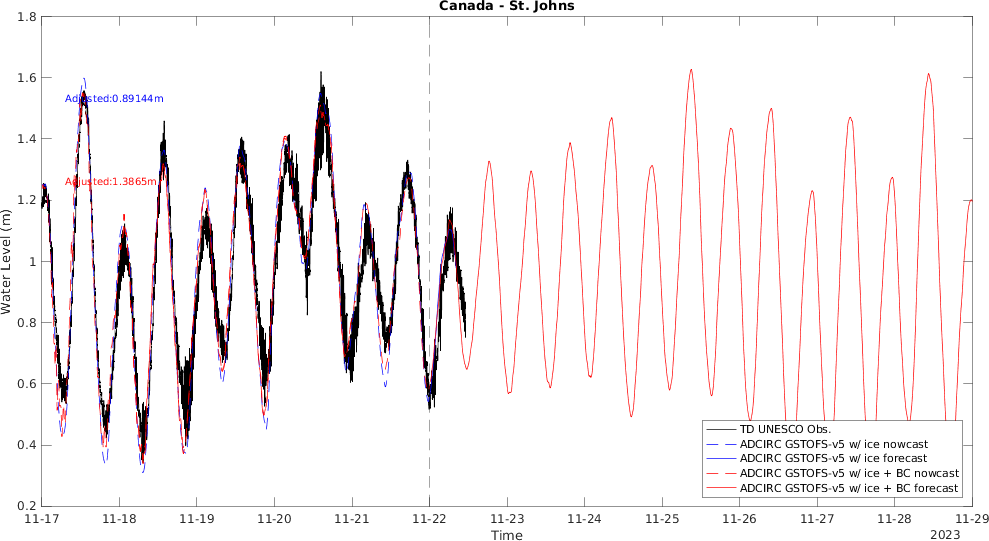 Canada - St. Johns
1.8
1.6
1.4
1.2
1
0.8
0.6
0.4
0.2
Water Level (m)
Adjusted:0.89144m
Adjusted:1.3865m
TD UNESCO Obs.
ADCIRC GSTOFS-v5 w/ ice nowcast
ADCIRC GSTOFS-v5 w/ ice forecast
ADCIRC GSTOFS-v5 w/ ice + BC nowcast
ADCIRC GSTOFS-v5 w/ ice + BC forecast
11-17 11-18 11-19 11-20 11-21 11-22 11-23 11-24 11-25 11-26 11-27 11-28 11-29
Time
2023